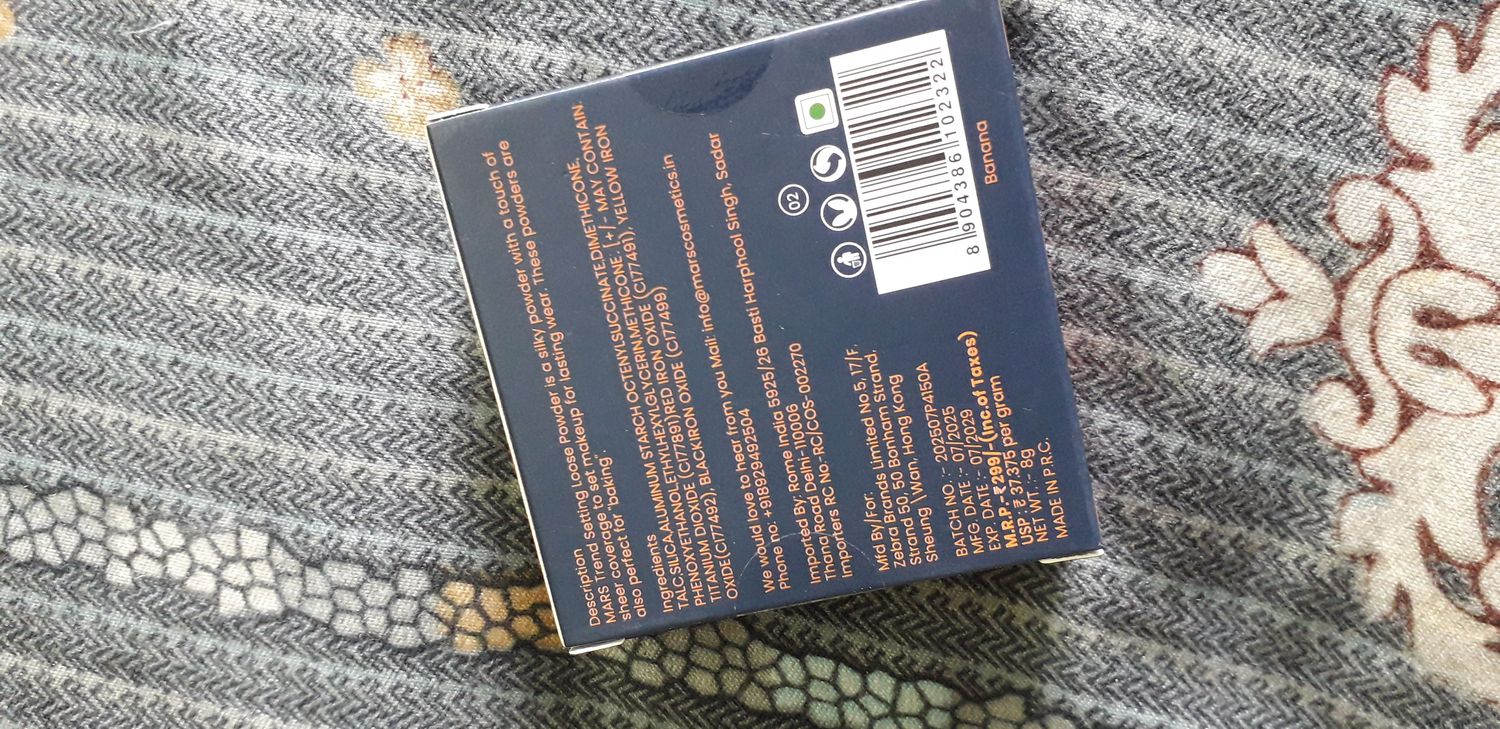 Description
MARS Trend Setting Loose Powder is a silky powder with a touch of
sheer coverage to set makeup for lasting wear. These powders are
also perfect for "baking".
Ingredients
TALC,SILICA,ALUMINUM STARCH OCTENYLSUCCINATE,DIMETHICONE,
PHENOXYETHANOL,ETHYLHEXYLGLYCERIN,METHICONE. [+/- MAY CONTAIN:
TITANIUM DIOXIDE (CI77891)RED IRON OXIDE (CI77491), YELLOW IRON
OXIDE(CI77492), BLACK IRON OXIDE (CI77499)
We would love to hear from you Mail: info@marscosmetics.in
Phone no: +918929492504
Imported By: Rome India 5925/26 Basti Harphool Singh, Sadar
Thana Road Delhi-110006
Importers RC No.-RC/COS-002270
Mfd By/For:
Zebra Brands Limited No.5,17/F,
Strand 50, 50 Bonham Strand,
Sheung \ Wan, Hong Kong
BATCH NO. :- 202507P4150A
MFG. DATE :- 07/2025
EXP. DATE :- 07/2029
M.R.P.-₹299/-(Inc.of Taxes)
USP : ₹ 37.375 per gram
NET WT. :- 8g
MADE IN P.R.C.
02
8 904386 102322
Banana